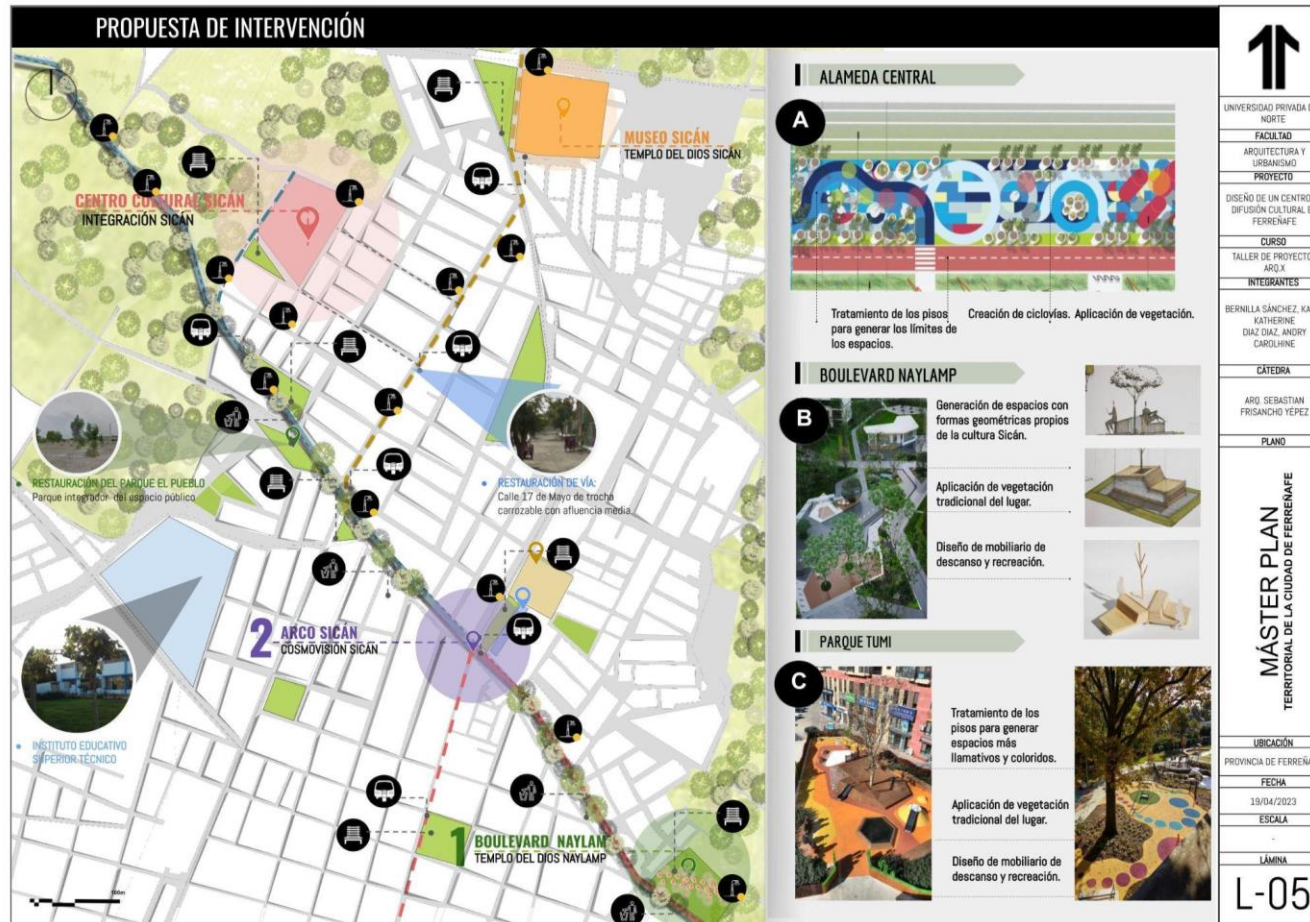 PROPUESTA DE INTERVENCIÓN
MUSEO SICÁN
TEMPLO DEL DIOS SICÁN
CENTRO CULTURAL SICÁN
INTEGRACIÓN SICÁN
RESTAURACIÓN DEL PARQUE EL PUEBLO
Parque integrador del espacio público
RESTAURACIÓN DE VÍA:
Calle 17 de Mayo de trocha
carrozable con afluencia media.
2 ARCO SICÁN
COSMOVISIÓN SICÁN
INSTITUTO EDUCATIVO
SUPERIOR TÉCNICO
1 BOULEVARD NAYLAM
TEMPLO DEL DIOS NAYLAMP
ALAMEDA CENTRAL
A
Tratamiento de los pisos
para generar los límites de
los espacios.
Creación de ciclovías.
Aplicación de vegetación.
BOULEVARD NAYLAMP
B
Generación de espacios con
formas geométricas propios
de la cultura Sicán.
Aplicación de vegetación
tradicional del lugar.
Diseño de mobiliario de
descanso y recreación.
PARQUE TUMI
C
Tratamiento de los
pisos para generar
espacios más
llamativos y coloridos.
Aplicación de vegetación
tradicional del lugar.
Diseño de mobiliario de
descanso y recreación.
UNIVERSIDAD PRIVADA D
NORTE
FACULTAD
ARQUITECTURA Y
URBANISMO
PROYECTO
DISEÑO DE UN CENTRO
DIFUSIÓN CULTURAL E
FERREÑAFE
CURSO
TALLER DE PROYECTO
ARQ.X
INTEGRANTES
BERNILLA SÁNCHEZ, KA
KATHERINE
DIAZ DIAZ, ANDRY
CAROLHINE
CÁTEDRA
ARQ. SEBASTIAN
FRISANCHO YÉPEZ
PLANO
MÁSTER PLAN
TERRITORIAL DE LA CIUDAD DE FERREÑAFE
UBICACIÓN
PROVINCIA DE FERREÑA
FECHA
19/04/2023
ESCALA
-
LÁMINA
L-05